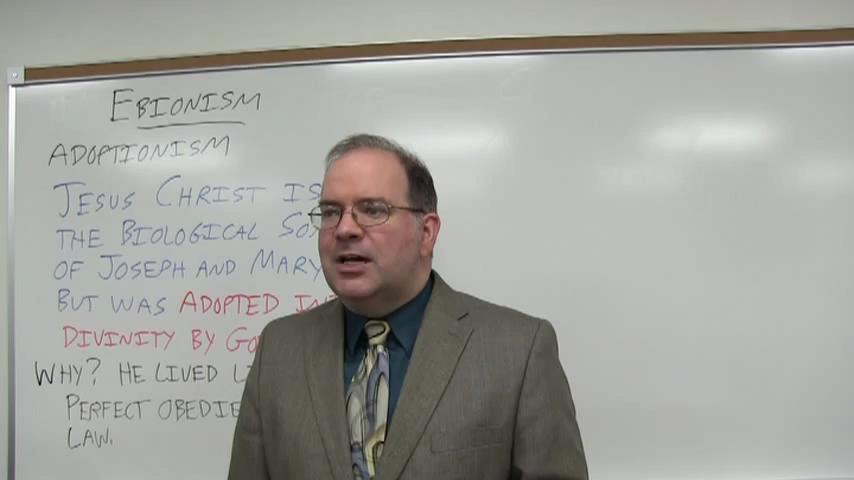 EBIONISM
ADOPTIONISM
JESUS CHRIST IS
THE BIOLOGICAL
OF JOSEPH AND MARY
BUT WAS ADOPTED
DIVINITY BY
WHY? HE LIVED
PERFECT
LAW.